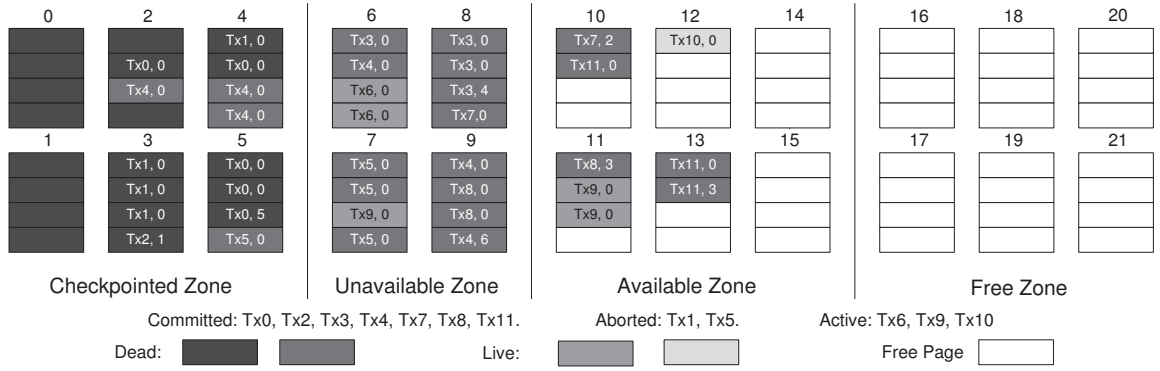 0 2 4 6 8 10 12 14 16 18 20
Tx1, 0 Tx3, 0 Tx3, 0 Tx7, 2 Tx10, 0
Tx0, 0 Tx0, 0 Tx4, 0 Tx3, 0 Tx11, 0
Tx4, 0 Tx4, 0 Tx6, 0 Tx3, 4
Tx4, 0 Tx6, 0 Tx7,0
1 3 5 7 9 11 13 15 17 19 21
Tx1, 0 Tx0, 0 Tx5, 0 Tx4, 0 Tx8, 3 Tx11, 0
Tx1, 0 Tx0, 0 Tx5, 0 Tx8, 0 Tx9, 0 Tx11, 3
Tx1, 0 Tx0, 5 Tx9, 0 Tx8, 0 Tx9, 0
Tx2, 1 Tx5, 0 Tx5, 0 Tx4, 6
Checkpointed Zone Unavailable Zone Available Zone Free Zone
Committed: Tx0, Tx2, Tx3, Tx4, Tx7, Tx8, Tx11. Aborted: Tx1, Tx5. Active: Tx6, Tx9, Tx10
Dead: Live: Free Page